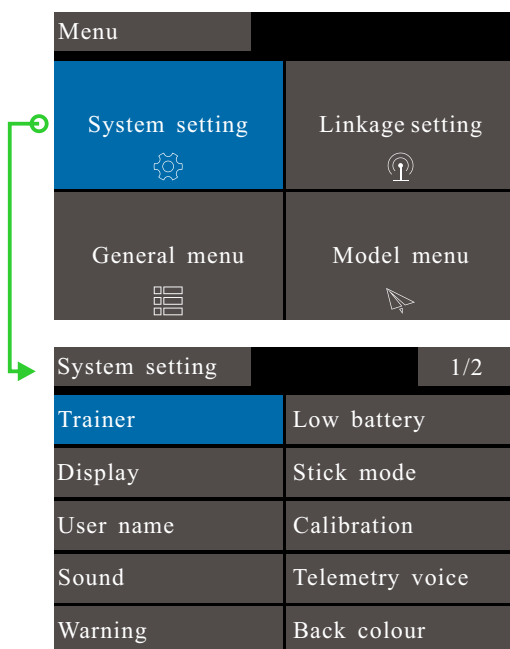 Menu
System setting Linkage setting
General menu Model menu
System setting 1/2
Trainer Low battery
Display Stick mode
User name Calibration
Sound Telemetry voice
Warning Back colour